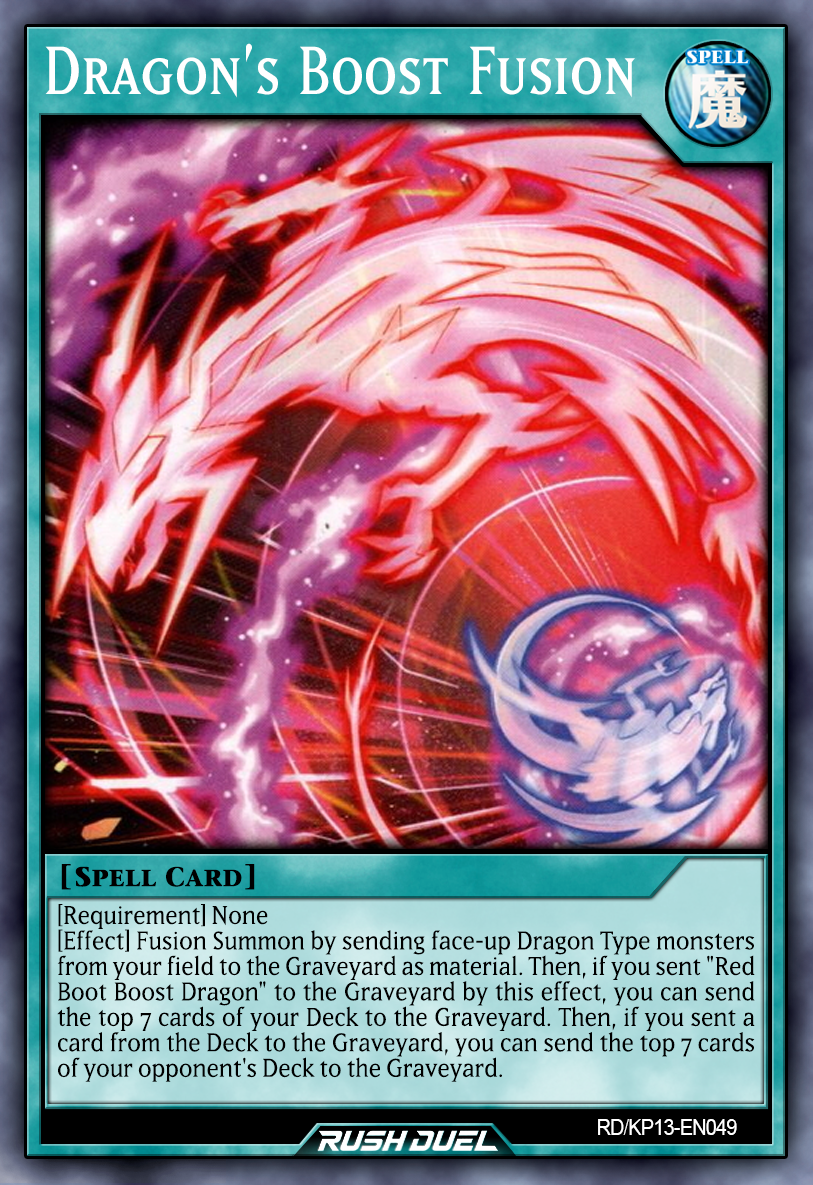 Dragon's Boost Fusion
SPELL
魔
[Spell Card]
[Requirement] None
[Effect] Fusion Summon by sending face-up Dragon Type monsters
from your field to the Graveyard as material. Then, if you sent "Red
Boot Boost Dragon" to the Graveyard by this effect, you can send
the top 7 cards of your Deck to the Graveyard. Then, if you sent a
card from the Deck to the Graveyard, you can send the top 7 cards
of your opponent's Deck to the Graveyard.
RD/KP13-EN049
RUSH DUEL